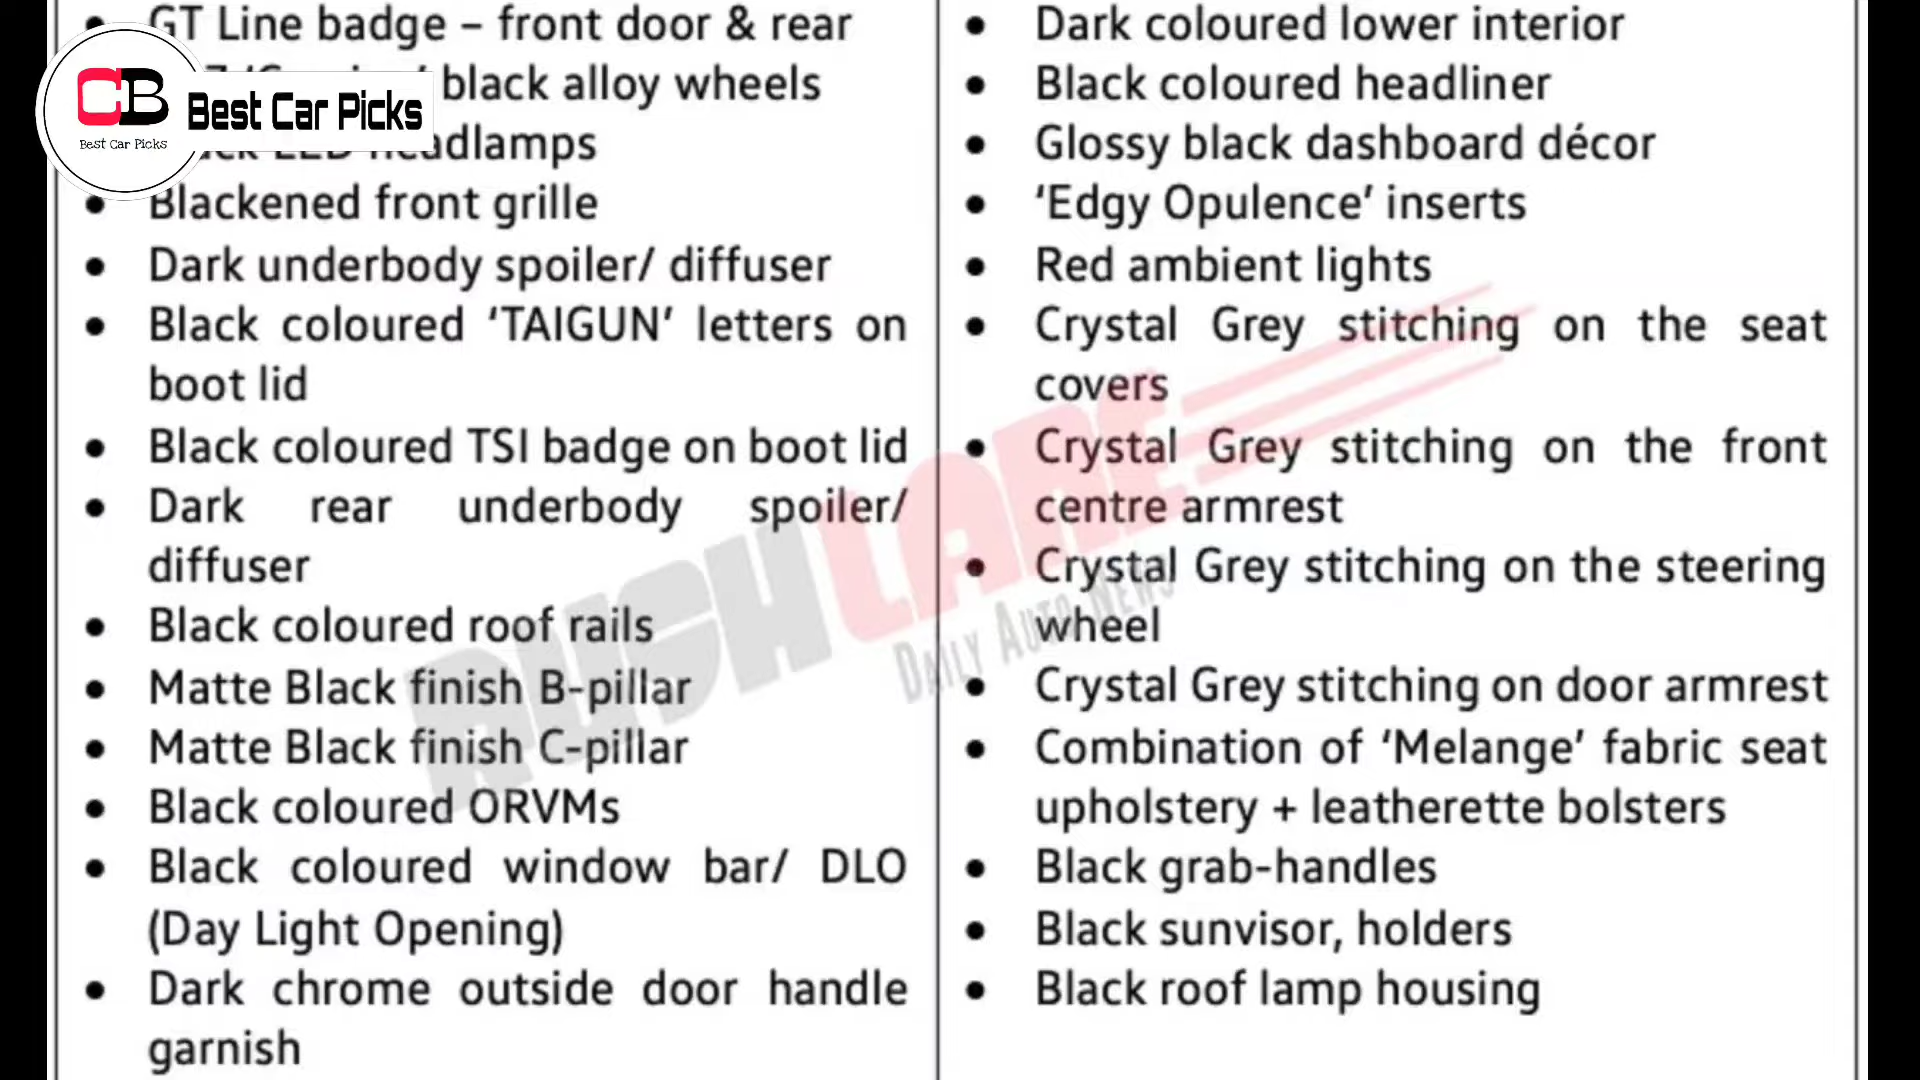 GT Line badge – front door & rear
black alloy wheels
headlamps
Blackened front grille
Dark underbody spoiler/ diffuser
Black coloured ‘TAIGUN’ letters on
boot lid
Black coloured TSI badge on boot lid
Dark rear underbody spoiler/
diffuser
Black coloured roof rails
Matte Black finish B-pillar
Matte Black finish C-pillar
Black coloured ORVMs
Black coloured window bar/ DLO
(Day Light Opening)
Dark chrome outside door handle
garnish
Dark coloured lower interior
Black coloured headliner
Glossy black dashboard décor
‘Edgy Opulence’ inserts
Red ambient lights
Crystal Grey stitching on the seat
covers
Crystal Grey stitching on the front
centre armrest
Crystal Grey stitching on the steering
wheel
Crystal Grey stitching on door armrest
Combination of ‘Melange’ fabric seat
upholstery + leatherette bolsters
Black grab-handles
Black sunvisor, holders
Black roof lamp housing
CB
Best Car Picks
Best Car Picks
RUSHLANE
DAILY AUTO NEWS